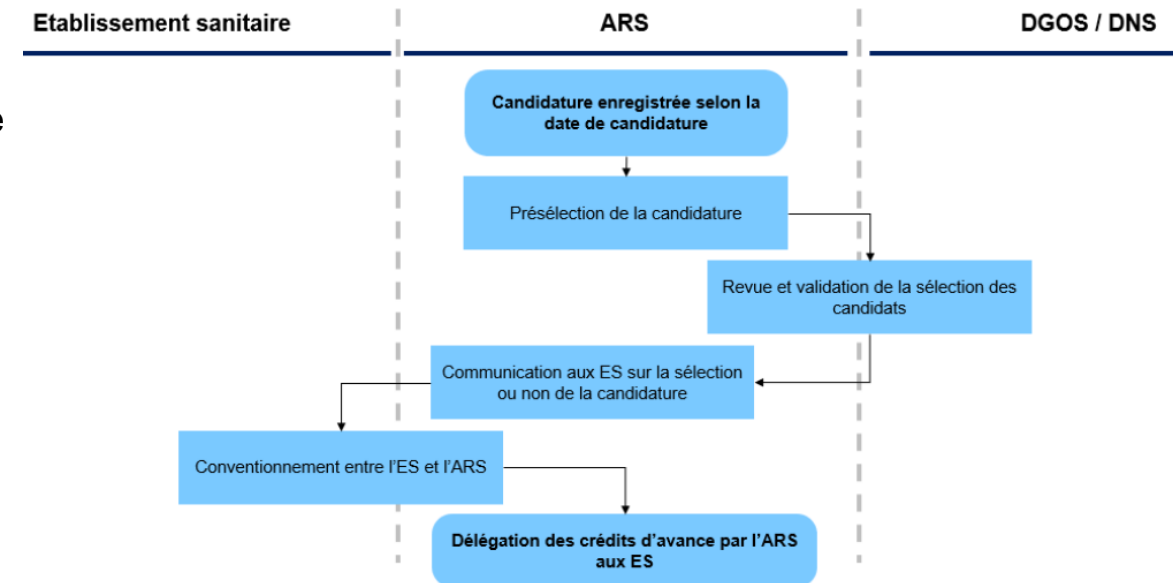 Etablissement sanitaire
ARS
DGOS / DNS
e
Candidature enregistrée selon la
date de candidature
Présélection de la candidature
Revue et validation de la sélection des
candidats
Communication aux ES sur la sélection
ou non de la candidature
Conventionnement entre l'ES et l'ARS
Délégation des crédits d'avance par l'ARS
aux ES